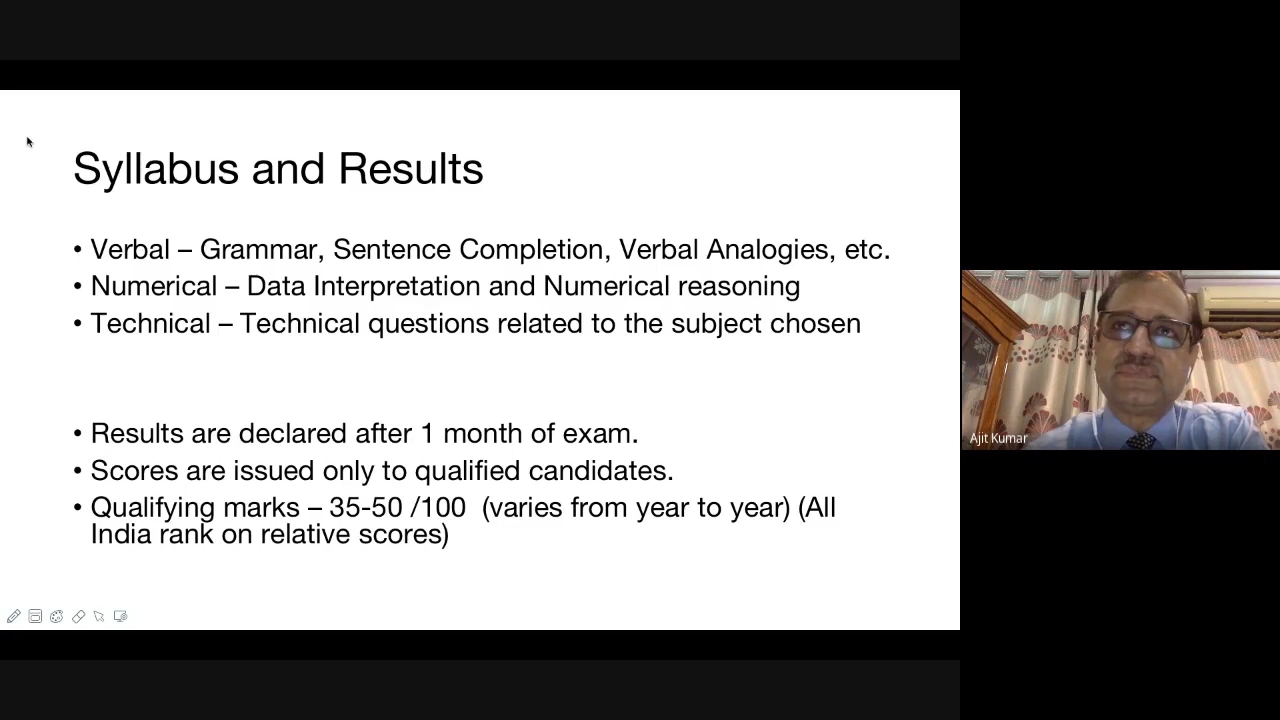 Syllabus and Results
• Verbal – Grammar, Sentence Completion, Verbal Analogies, etc.
• Numerical – Data Interpretation and Numerical reasoning
• Technical – Technical questions related to the subject chosen
• Results are declared after 1 month of exam.
• Scores are issued only to qualified candidates.
• Qualifying marks – 35-50 /100  (varies from year to year) (All
India rank on relative scores)
Ajit Kumar